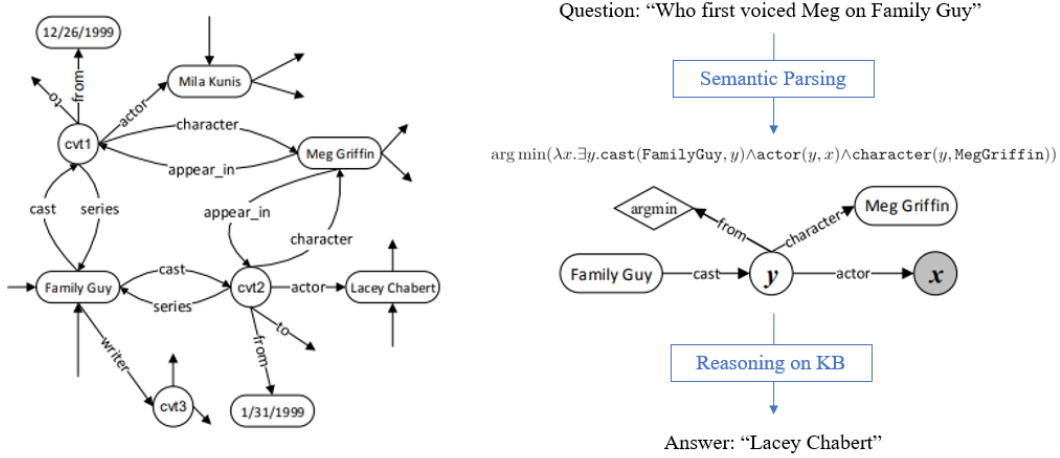 12/26/1999
Mila Kunis
to
from
actor
cvt1
character
Meg Griffin
appear_in
cast
series
appear_in
character
Family Guy
cast
cvt2
actor
Lacey Chabert
series
to
from
writer
cvt3
1/31/1999
Question: “Who first voiced Meg on Family Guy”
Semantic Parsing
arg min(λx.∃y.cast(FamilyGuy, y)∧actor(y, x)∧character(y, MegGriffin))
argmin
Meg Griffin
from
character
Family Guy
cast
y
actor
x
Reasoning on KB
Answer: “Lacey Chabert”